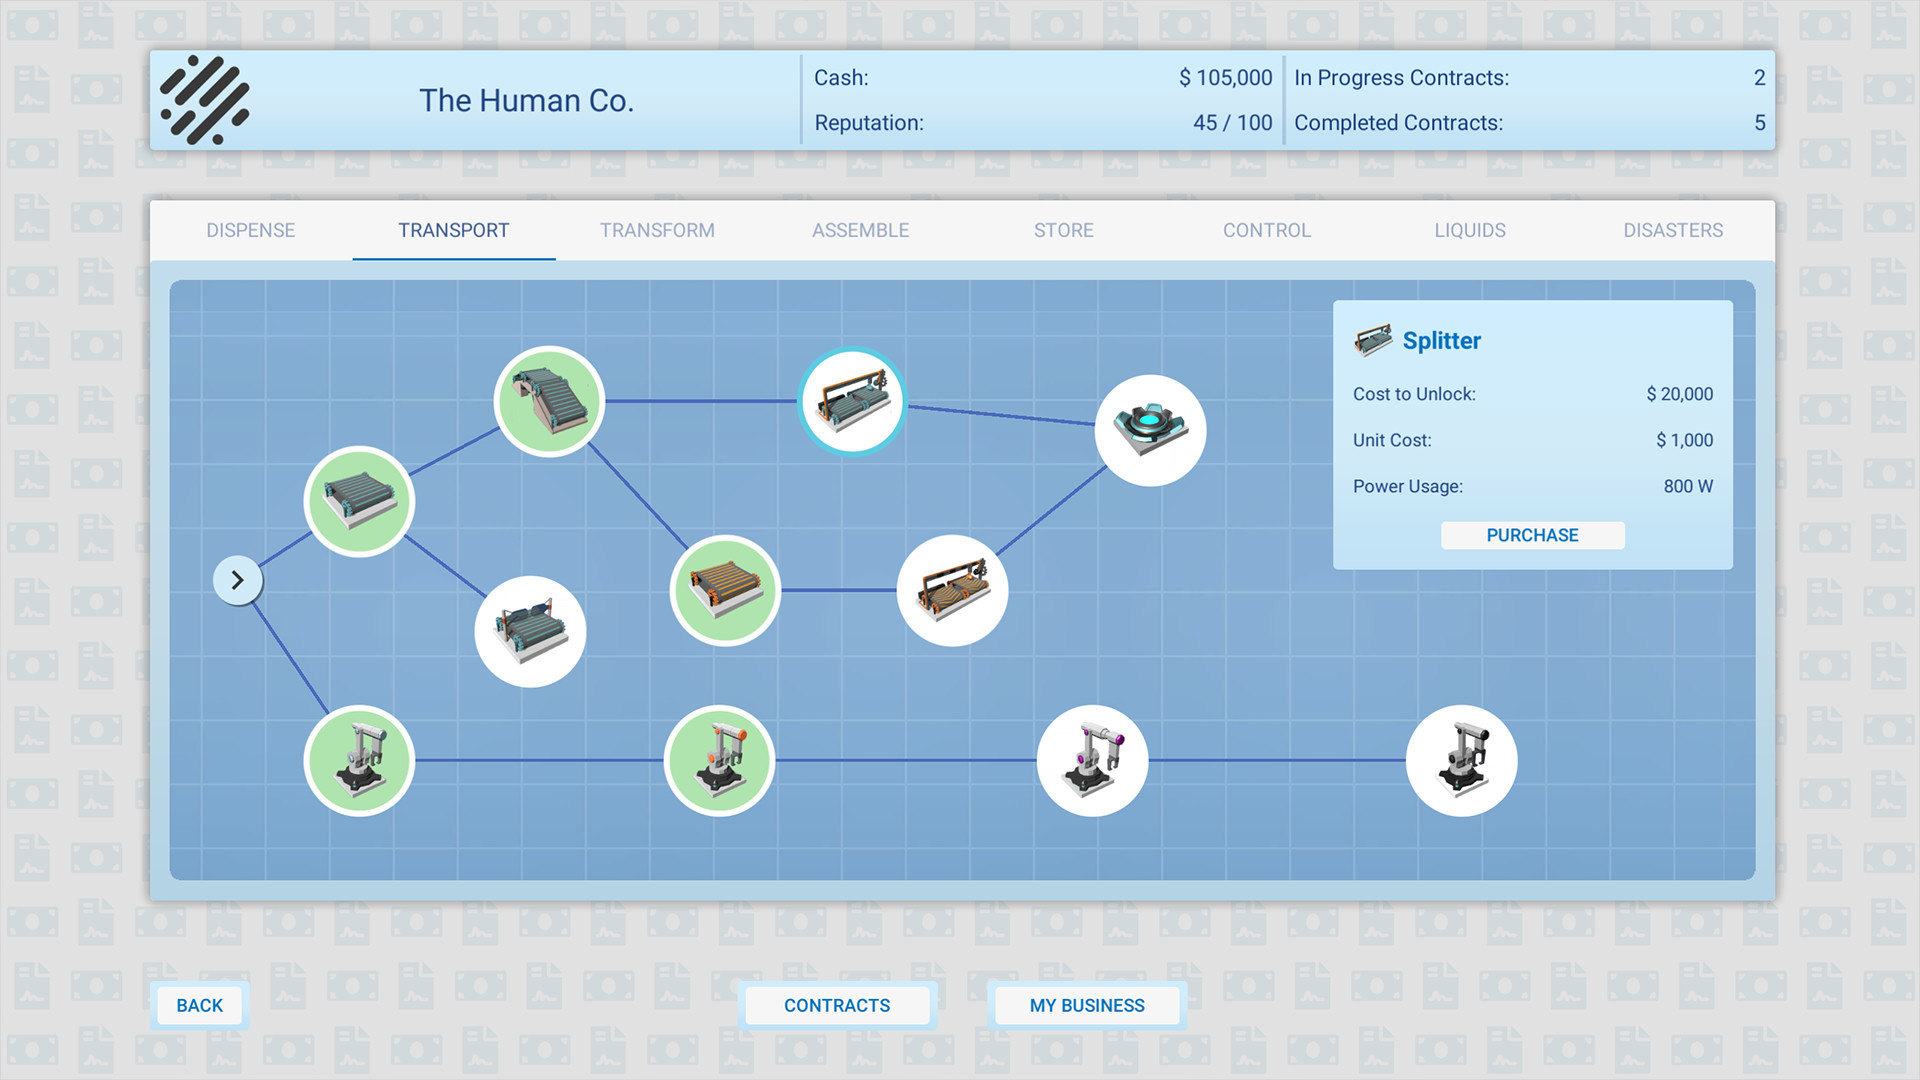 The Human Co.
Cash: $ 105,000
Reputation: 45 / 100
In Progress Contracts: 2
Completed Contracts: 5
DISPENSE TRANSPORT TRANSFORM ASSEMBLE STORE CONTROL LIQUIDS DISASTERS
Splitter
Cost to Unlock: $ 20,000
Unit Cost: $ 1,000
Power Usage: 800 W
PURCHASE
BACK CONTRACTS MY BUSINESS